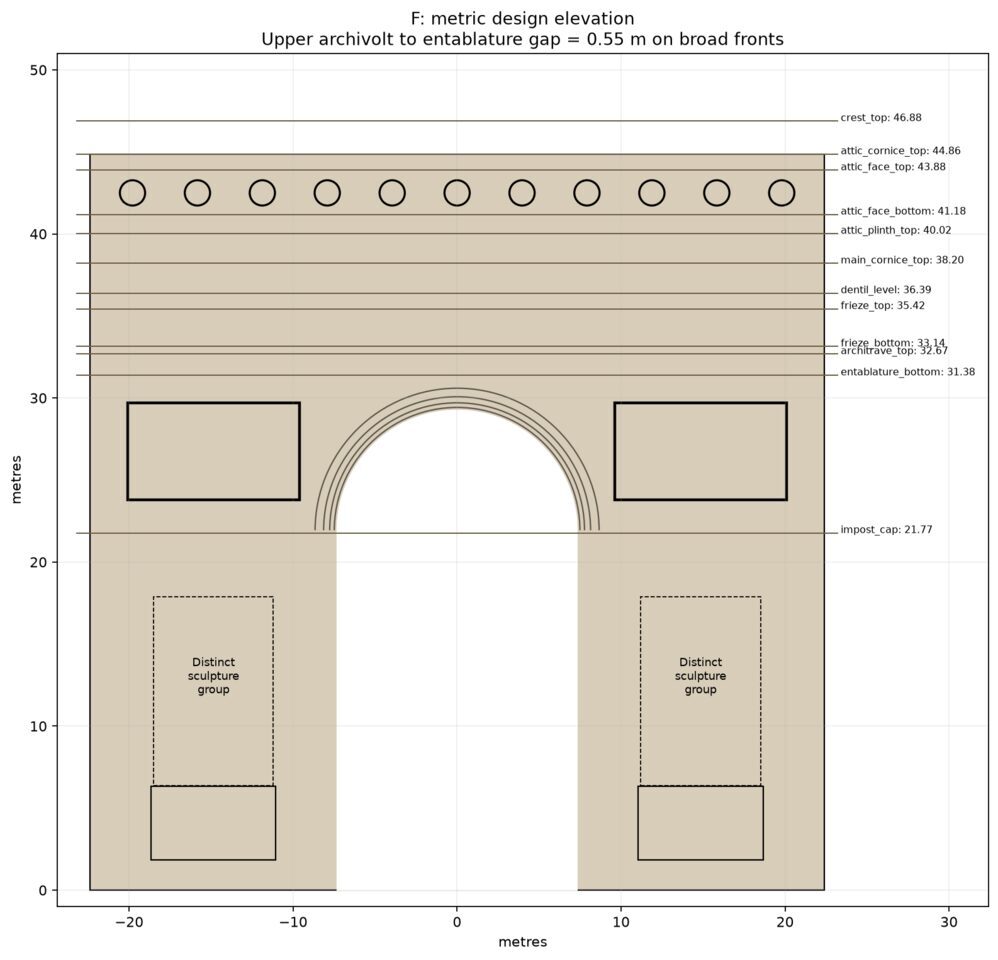 F: metric design elevation
Upper archivolt to entablature gap = 0.55 m on broad fronts
50
40
30
20
10
0
metres
crest_top: 46.88
attic_cornice_top: 44.86
attic_face_top: 43.88
attic_face_bottom: 41.18
attic_plinth_top: 40.02
main_cornice_top: 38.20
dentil_level: 36.39
frieze_top: 35.42
frieze_bottom: 33.14
architrave_top: 32.67
entablature_bottom: 31.38
impost_cap: 21.77
Distinct
sculpture
group
Distinct
sculpture
group
−20
−10
0
10
20
30
metres